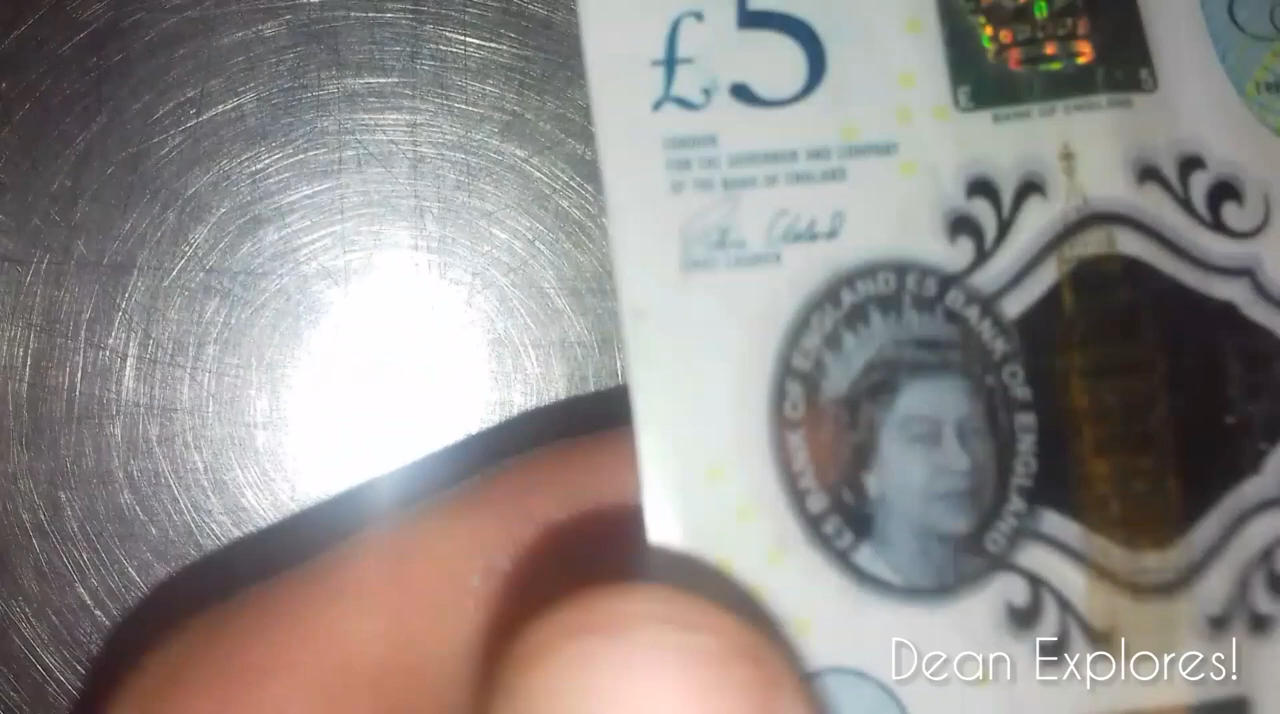 £5
BANK OF ENGLAND
LONDON
FOR THE GOVERNOR AND COMPANY
OF THE BANK OF ENGLAND
£5 BANK OF ENGLAND £5 BANK OF ENGLAND
Dean Explores!